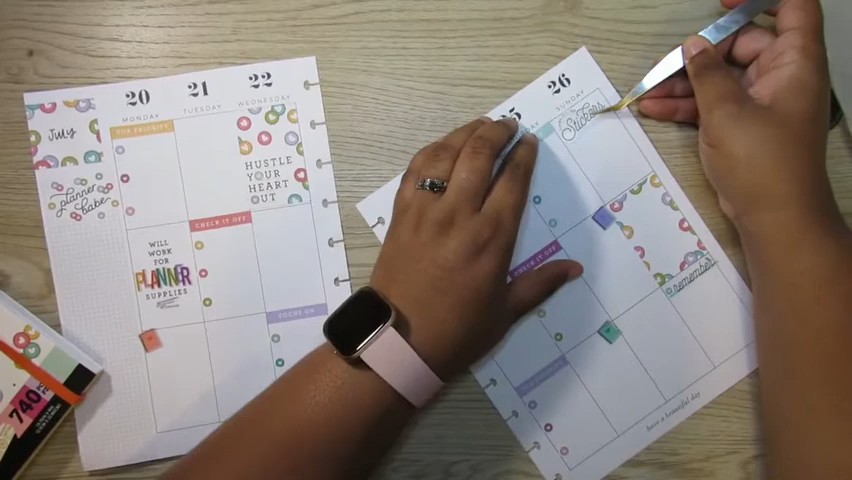 20
21
22
MONDAY
TUESDAY
WEDNESDAY
July
TOP PRIORITY
planner
babe
HUSTLE
YOUR
HEART
OUT
CHECK IT OFF
WILL
WORK FOR
PLANNER
SUPPLIES
FOCUS ON
740
25
26
SUNDAY
Stickers
CHECK IT OFF
remember
have a beautiful day